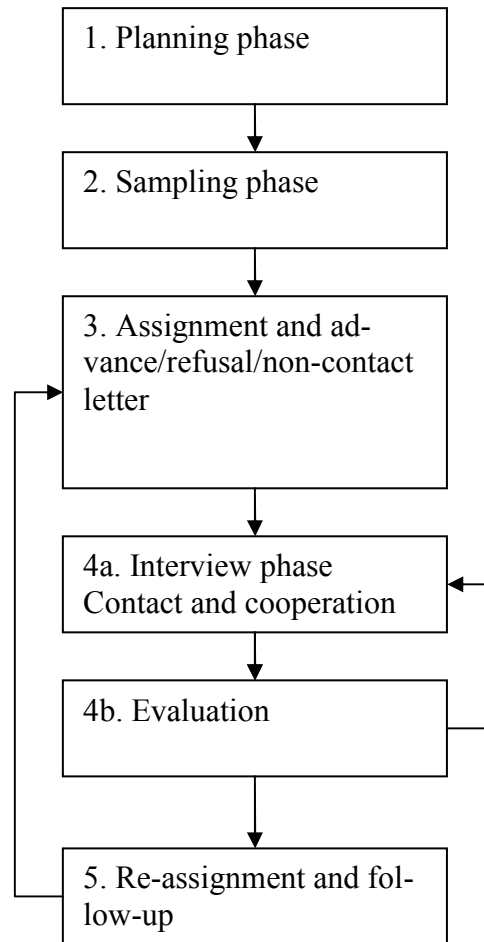 1. Planning phase
2. Sampling phase
3. Assignment and ad-
vance/refusal/non-contact
letter
4a. Interview phase
Contact and cooperation
4b. Evaluation
5. Re-assignment and fol-
low-up